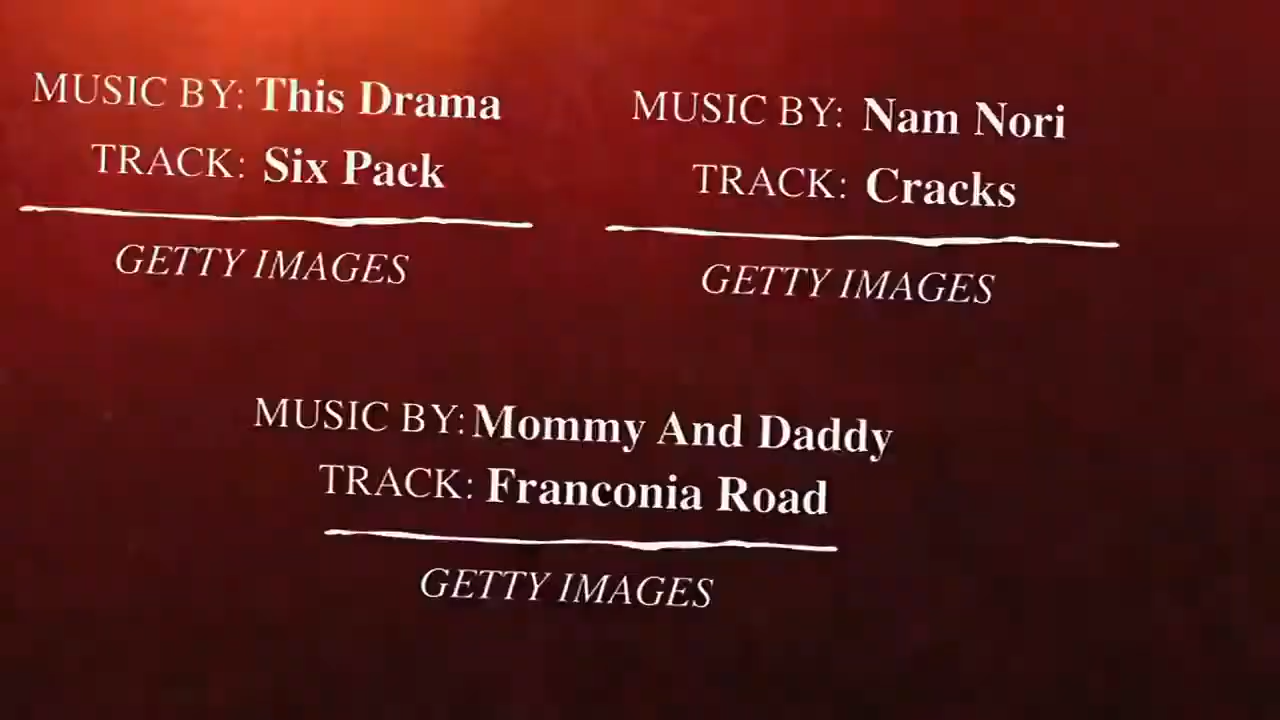 MUSIC BY: This Drama
TRACK: Six Pack
GETTY IMAGES
MUSIC BY: Nam Nori
TRACK: Cracks
GETTY IMAGES
MUSIC BY: Mommy And Daddy
TRACK: Franconia Road
GETTY IMAGES